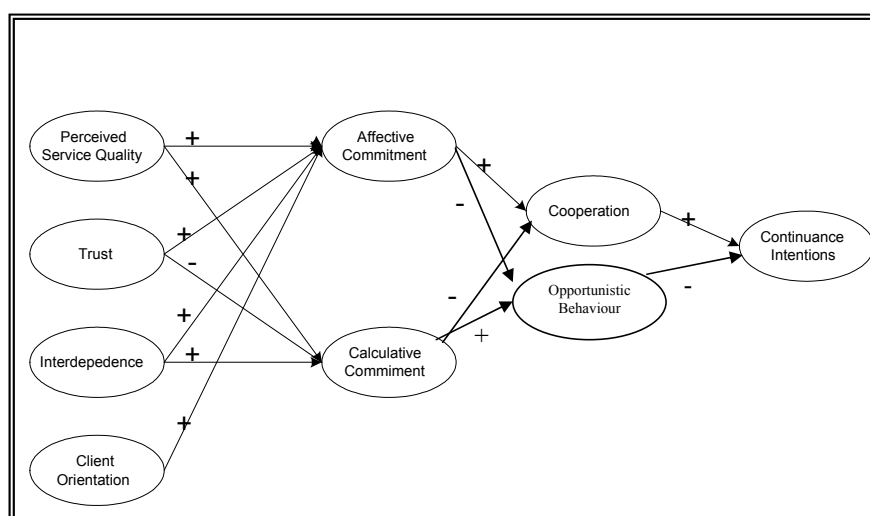 Perceived
Service Quality
+
+
Trust
+
-
Interdepedence
+
+
Client
Orientation
+
Affective
Commitment
+
-
Calculative
Commiment
-
+
Cooperation
+
Opportunistic
Behaviour
-
Continuance
Intentions